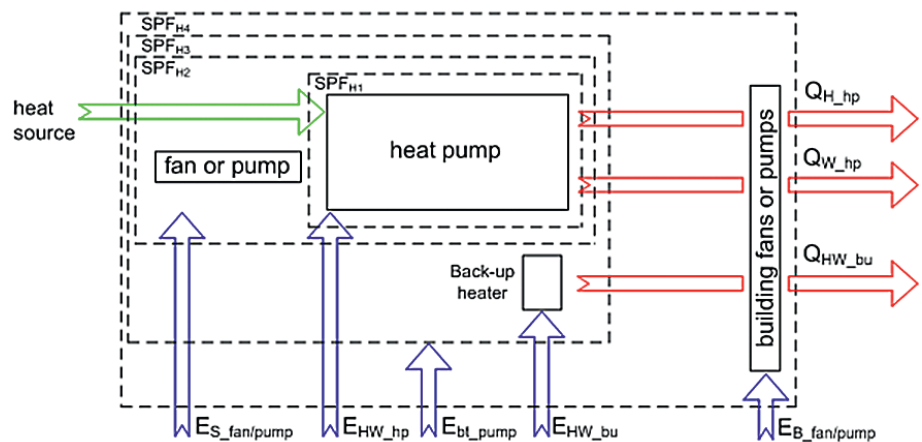 SPF_H4
SPF_H3
SPF_H2
SPF_H1
heat
source
heat pump
fan or pump
Back-up
heater
building fans or pumps
Q_H_hp
Q_W_hp
Q_HW_bu
E_S_fan/pump
E_HW_hp
E_bt_pump
E_HW_bu
E_B_fan/pump